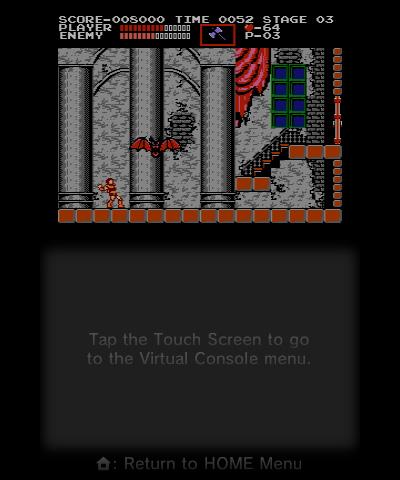 SCORE-008000 TIME 0052 STAGE 03
PLAYER -64
ENEMY P-03
Tap the Touch Screen to go
to the Virtual Console menu.
: Return to HOME Menu